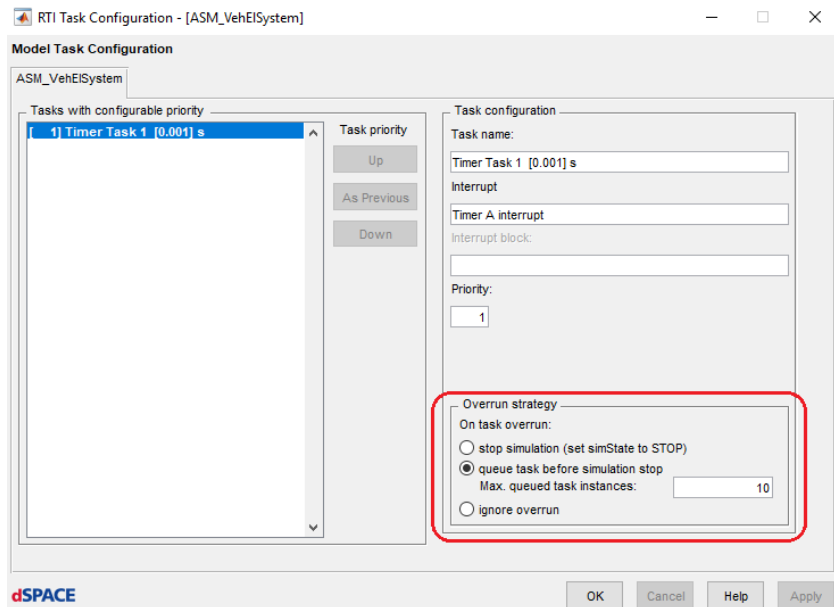 RTI Task Configuration - [ASM_VehElSystem]
Model Task Configuration
ASM_VehElSystem
Tasks with configurable priority
[ 1] Timer Task 1 [0.001] s
Task priority
Up
As Previous
Down
Task configuration
Task name:
Timer Task 1 [0.001] s
Interrupt
Timer A interrupt
Interrupt block:
Priority:
1
Overrun strategy
On task overrun:
stop simulation (set simState to STOP)
queue task before simulation stop
Max. queued task instances: 10
ignore overrun
dSPACE
OK Cancel Help Apply